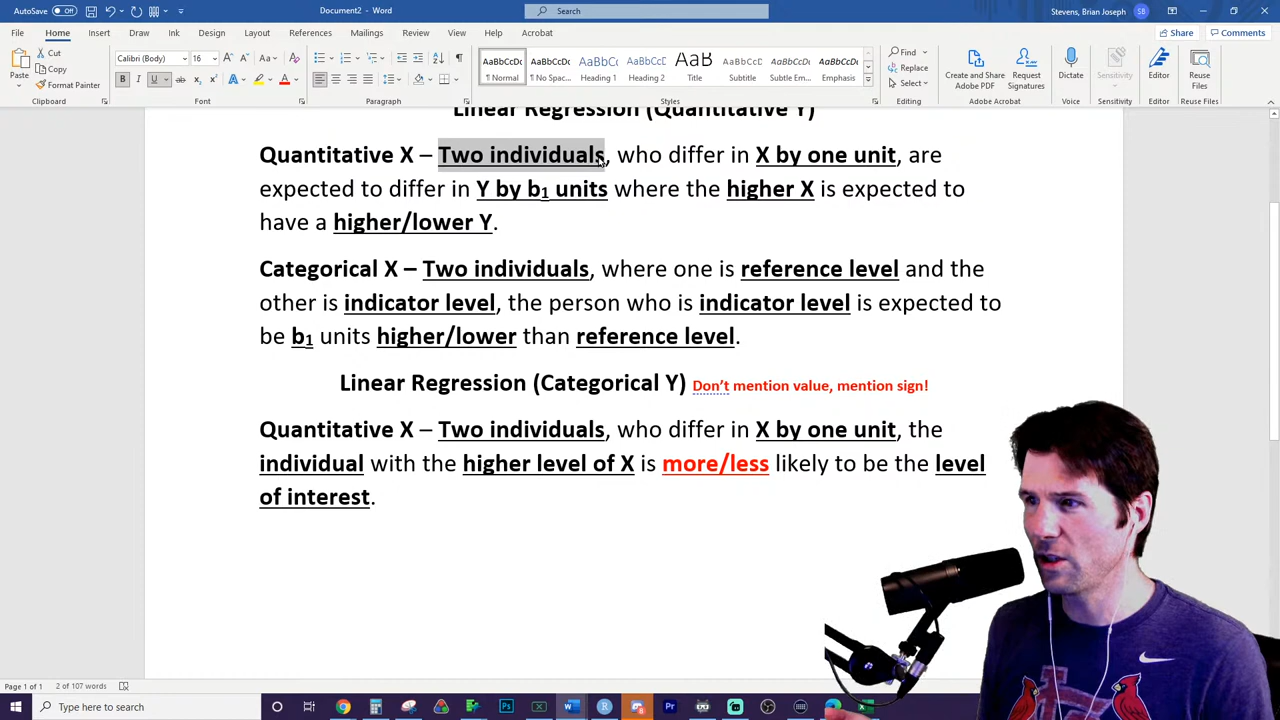 AutoSave
Off
Document2 - Word
Search
Stevens, Brian Joseph
SB
File Home Insert Draw Design Layout References Mailings Review View Help Acrobat
Share
Comments
Paste
Cut
Copy
Format Painter
Clipboard
Calibri (Body)
16
Font
Paragraph
AaBbCcDc AaBbCcDc AaBbCc AaBbCcC AaB AaBbCcD AaBbCcDc AaBbCcDc
¶ Normal
¶ No Spac...
Heading 1
Heading 2
Title
Subtitle
Subtle Em...
Emphasis
Styles
Find
Replace
Select
Editing
Create and Share
Adobe PDF
Request
Signatures
Adobe Acrobat
Dictate
Voice
Sensitivity
Sensitivity
Editor
Editor
Reuse
Files
Reuse Files
Linear Regression (Quantitative Y)
Quantitative X – Two individuals, who differ in X by one unit, are
expected to differ in Y by b1 units where the higher X is expected to
have a higher/lower Y.
Categorical X – Two individuals, where one is reference level and the
other is indicator level, the person who is indicator level is expected to
be b1 units higher/lower than reference level.
Linear Regression (Categorical Y) Don't mention value, mention sign!
Quantitative X – Two individuals, who differ in X by one unit, the
individual with the higher level of X is more/less likely to be the level
of interest.
Page 1 of 1
2 of 107 words
Type here to search